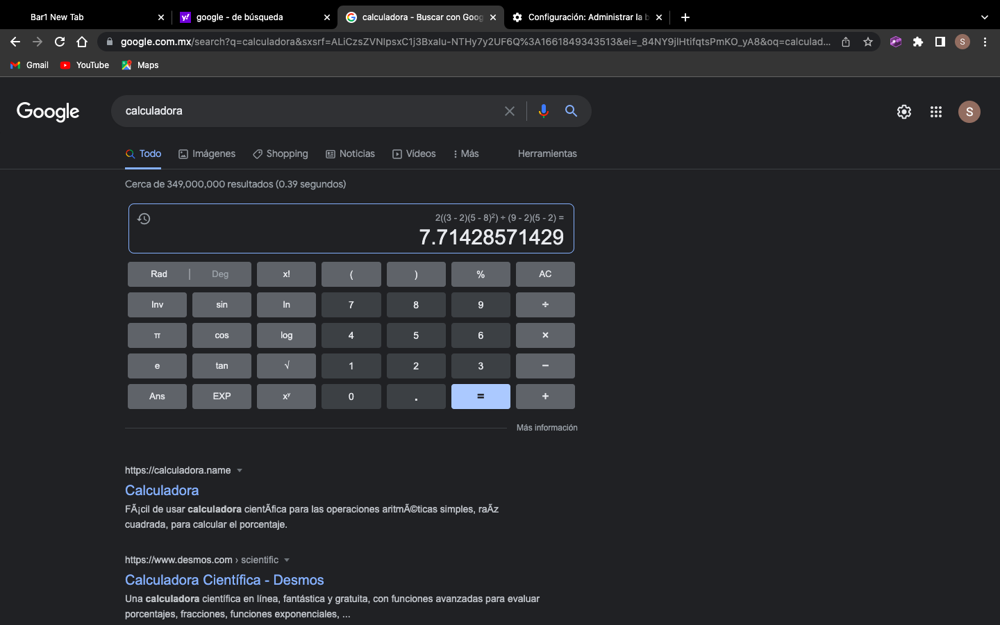 Bar1 New Tab
google - de búsqueda
calculadora - Buscar con Goog
Configuración: Administrar la b
google.com.mx/search?q=calculadora&sxsrf=ALiCzsZVNIpsxC1j3BxaIu-NTHy7y2UF6Q%3A1661849343513&ei=_84NY9jlHtifqtsPmKO_yA8&oq=calculad...
S
Gmail
YouTube
Maps
Google
calculadora
S
Todo
Imágenes
Shopping
Noticias
Vídeos
Más
Herramientas
Cerca de 349,000,000 resultados (0.39 segundos)
2((3 - 2)(5 - 8)²) ÷ (9 - 2)(5 - 2) =
7.71428571429
Rad | Deg x! ( ) % AC
Inv sin ln 7 8 9 ÷
π cos log 4 5 6 ×
e tan √ 1 2 3 −
Ans EXP xʸ 0 . = +
Más información
https://calculadora.name
Calculadora
FÃ¡cil de usar calculadora cientÃfica para las operaciones aritmÃ©ticas simples, raÃz
cuadrada, para calcular el porcentaje.
https://www.desmos.com › scientific
Calculadora Científica - Desmos
Una calculadora científica en línea, fantástica y gratuita, con funciones avanzadas para evaluar
porcentajes, fracciones, funciones exponenciales, ...